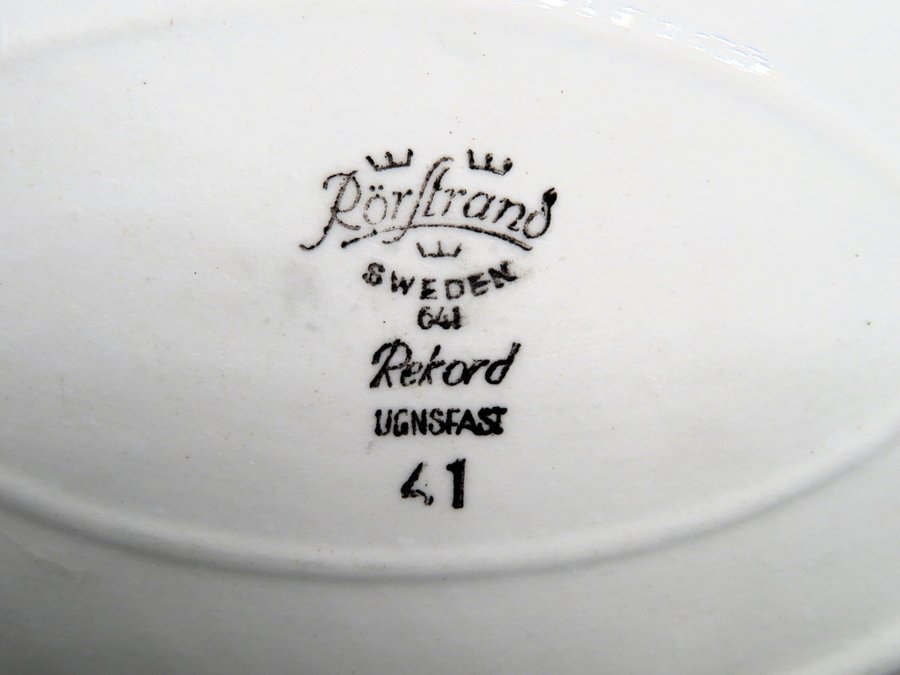 Rörstrand
SWEDEN
641
Rekord
UGNSFAST
41